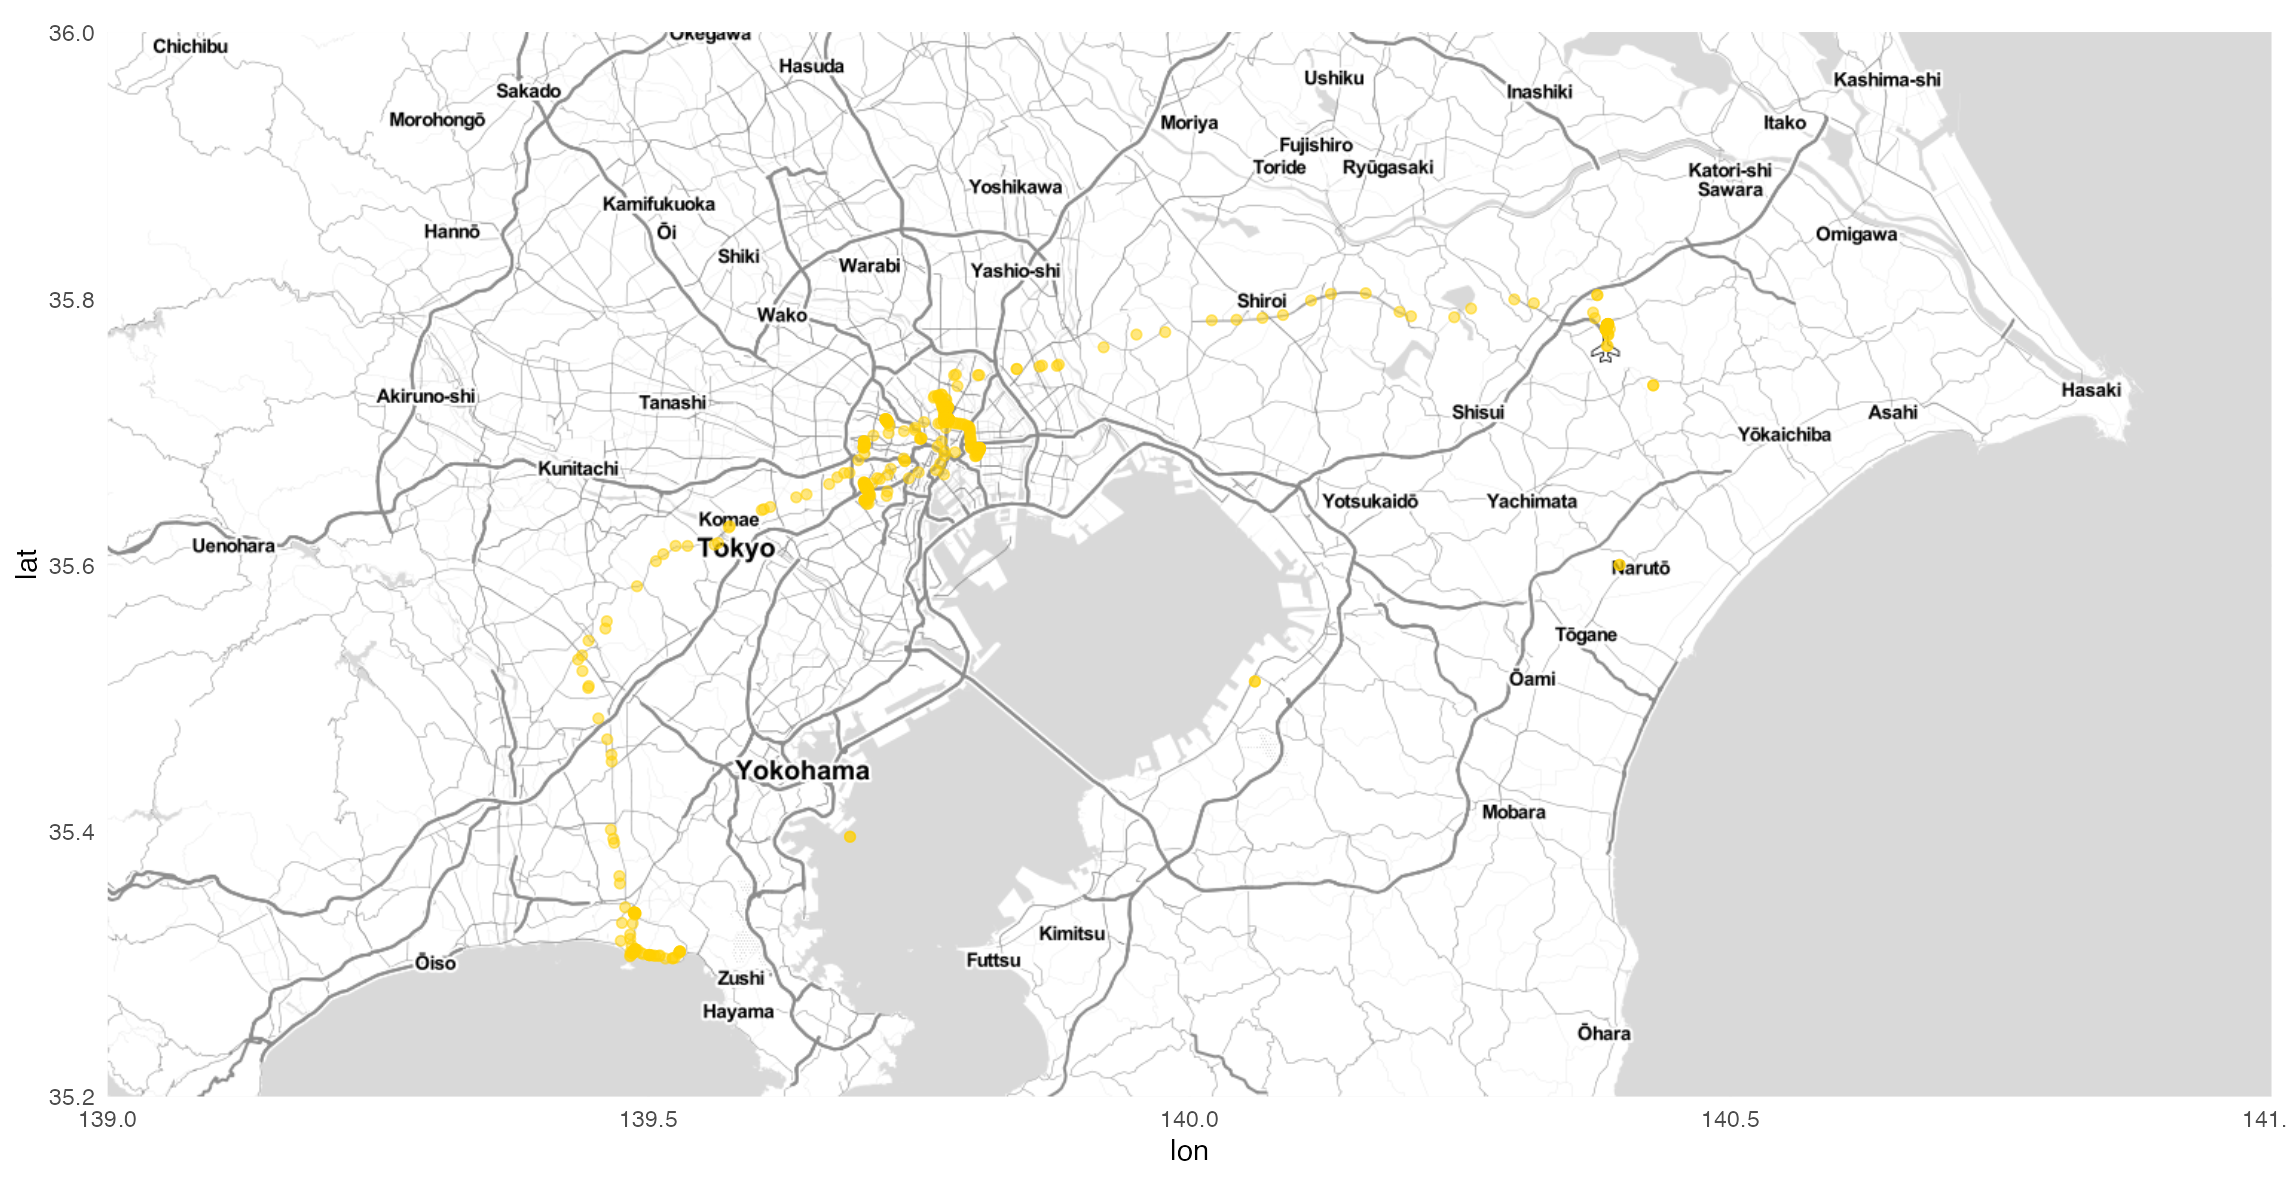 36.0
Chichibu
Okegawa
Hasuda
Sakado
Ushiku
Inashiki
Kashima-shi
Morohongō
Moriya
Itako
Fujishiro
Toride
Ryūgasaki
Katori-shi
Sawara
Yoshikawa
Kamifukuoka
Hannō
Ōi
Omigawa
Shiki
Warabi
Yashio-shi
35.8
Shiroi
Wako
Akiruno-shi
Tanashi
Hasaki
Shisui
Asahi
Yōkaichiba
Kunitachi
Yotsukaidō
Yachimata
Komae
Uenohara
Tokyo
lat
35.6
Narutō
Tōgane
Ōami
Yokohama
Mobara
35.4
Kimitsu
Ōiso
Futtsu
Zushi
Hayama
Ōhara
35.2
139.0
139.5
140.0
140.5
141.
lon